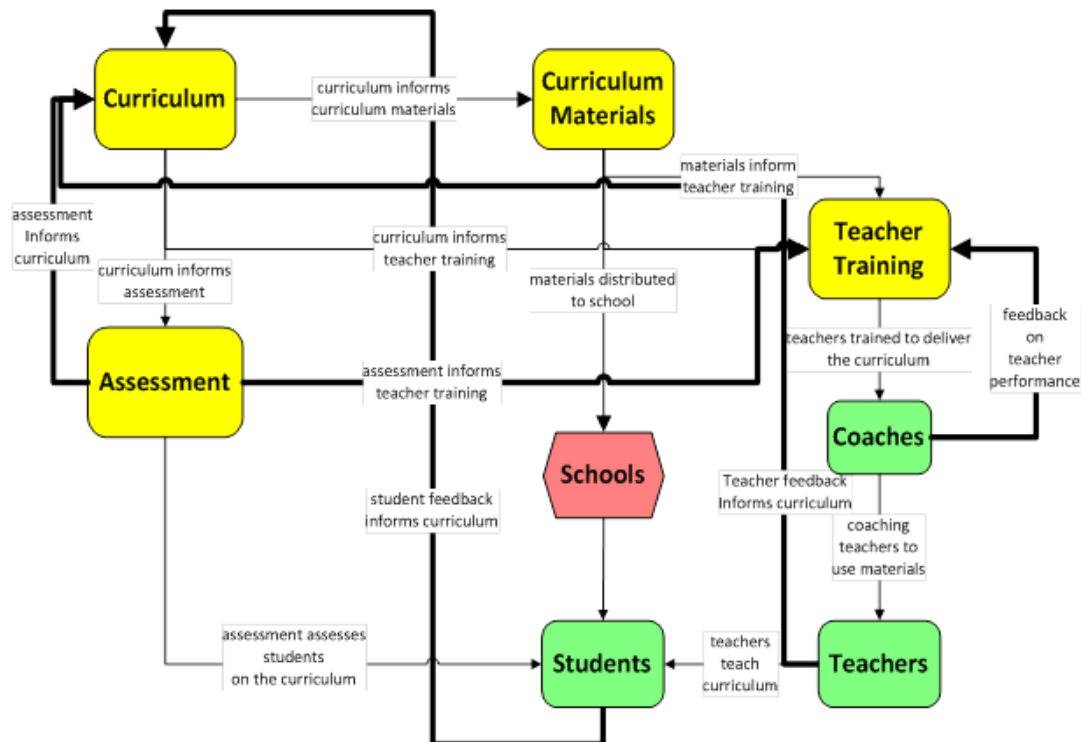 Curriculum
curriculum informs
curriculum materials
Curriculum
Materials
materials inform
teacher training
assessment
Informs
curriculum
curriculum informs
teacher training
Teacher
Training
curriculum informs
assessment
materials distributed
to school
feedback
on
teacher
performance
teachers trained to deliver
the curriculum
Assessment
assessment informs
teacher training
Coaches
Schools
student feedback
informs curriculum
Teacher feedback
Informs curriculum
coaching
teachers to
use materials
assessment assesses
students
on the curriculum
Students
teachers
teach
curriculum
Teachers